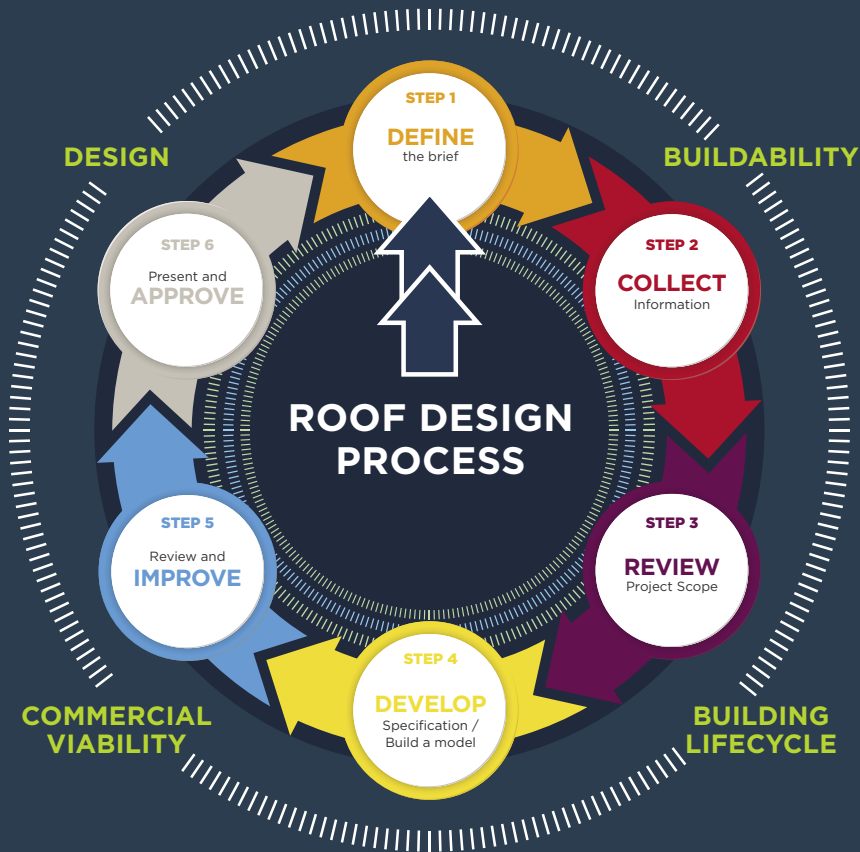 STEP 1
DEFINE
the brief
DESIGN
BUILDABILITY
STEP 2
COLLECT
Information
STEP 6
Present and
APPROVE
ROOF DESIGN
PROCESS
STEP 3
REVIEW
Project Scope
STEP 5
Review and
IMPROVE
STEP 4
DEVELOP
Specification /
Build a model
COMMERCIAL
VIABILITY
BUILDING
LIFECYCLE